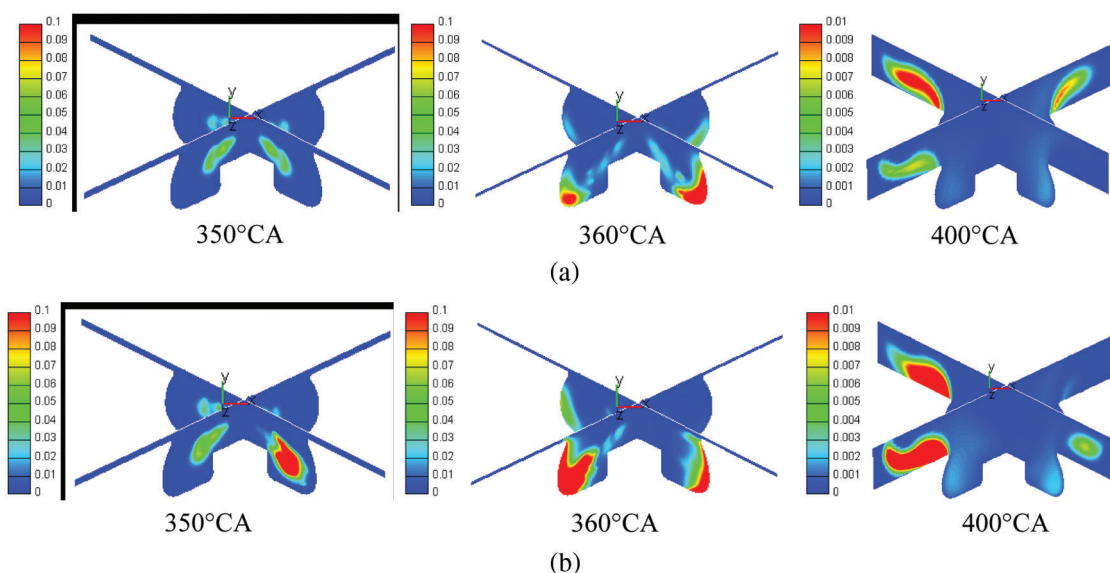 0.1 0.1 0.01
0.09 0.09 0.009
0.08 0.08 0.008
0.07 0.07 0.007
0.06 0.06 0.006
0.05 0.05 0.005
0.04 0.04 0.004
0.03 0.03 0.003
0.02 0.02 0.002
0.01 0.01 0.001
0 0 0
y y y
z x z x z x
350°CA 360°CA 400°CA
(a)
0.1 0.1 0.01
0.09 0.09 0.009
0.08 0.08 0.008
0.07 0.07 0.007
0.06 0.06 0.006
0.05 0.05 0.005
0.04 0.04 0.004
0.03 0.03 0.003
0.02 0.02 0.002
0.01 0.01 0.001
0 0 0
y y y
z x z x z
350°CA 360°CA 400°CA
(b)